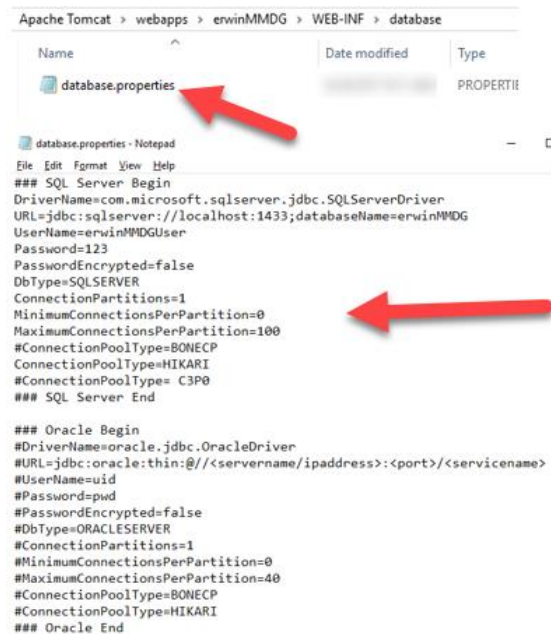 Apache Tomcat > webapps > erwinMMDG > WEB-INF > database
Name Date modified Type
database.properties PROPERTIE
database.properties - Notepad
File Edit Format View Help
### SQL Server Begin
DriverName=com.microsoft.sqlserver.jdbc.SQLServerDriver
URL=jdbc:sqlserver://localhost:1433;databaseName=erwinMMDG
UserName=erwinMMDGUser
Password=123
PasswordEncrypted=false
DbType=SQLSERVER
ConnectionPartitions=1
MinimumConnectionsPerPartition=0
MaximumConnectionsPerPartition=100
#ConnectionPoolType=BONECP
ConnectionPoolType=HIKARI
#ConnectionPoolType= C3P0
### SQL Server End
### Oracle Begin
#DriverName=oracle.jdbc.OracleDriver
#URL=jdbc:oracle:thin:@//<servername/ipaddress>:<port>/<servicename>
#UserName=uid
#Password=pwd
#PasswordEncrypted=false
#DbType=ORACLESERVER
#ConnectionPartitions=1
#MinimumConnectionsPerPartition=0
#MaximumConnectionsPerPartition=40
#ConnectionPoolType=BONECP
#ConnectionPoolType=HIKARI
### Oracle End